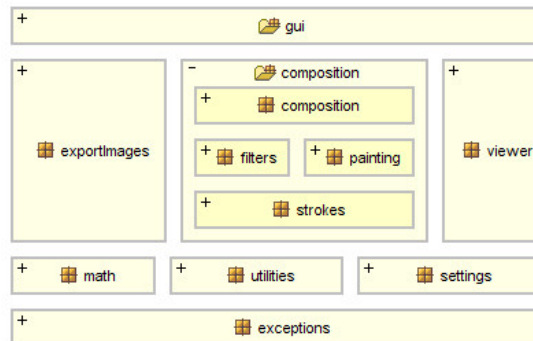 + gui
+ - composition +
+ composition
exportImages + filters + painting viewer
+ strokes
+ math + utilities + settings
+ exceptions